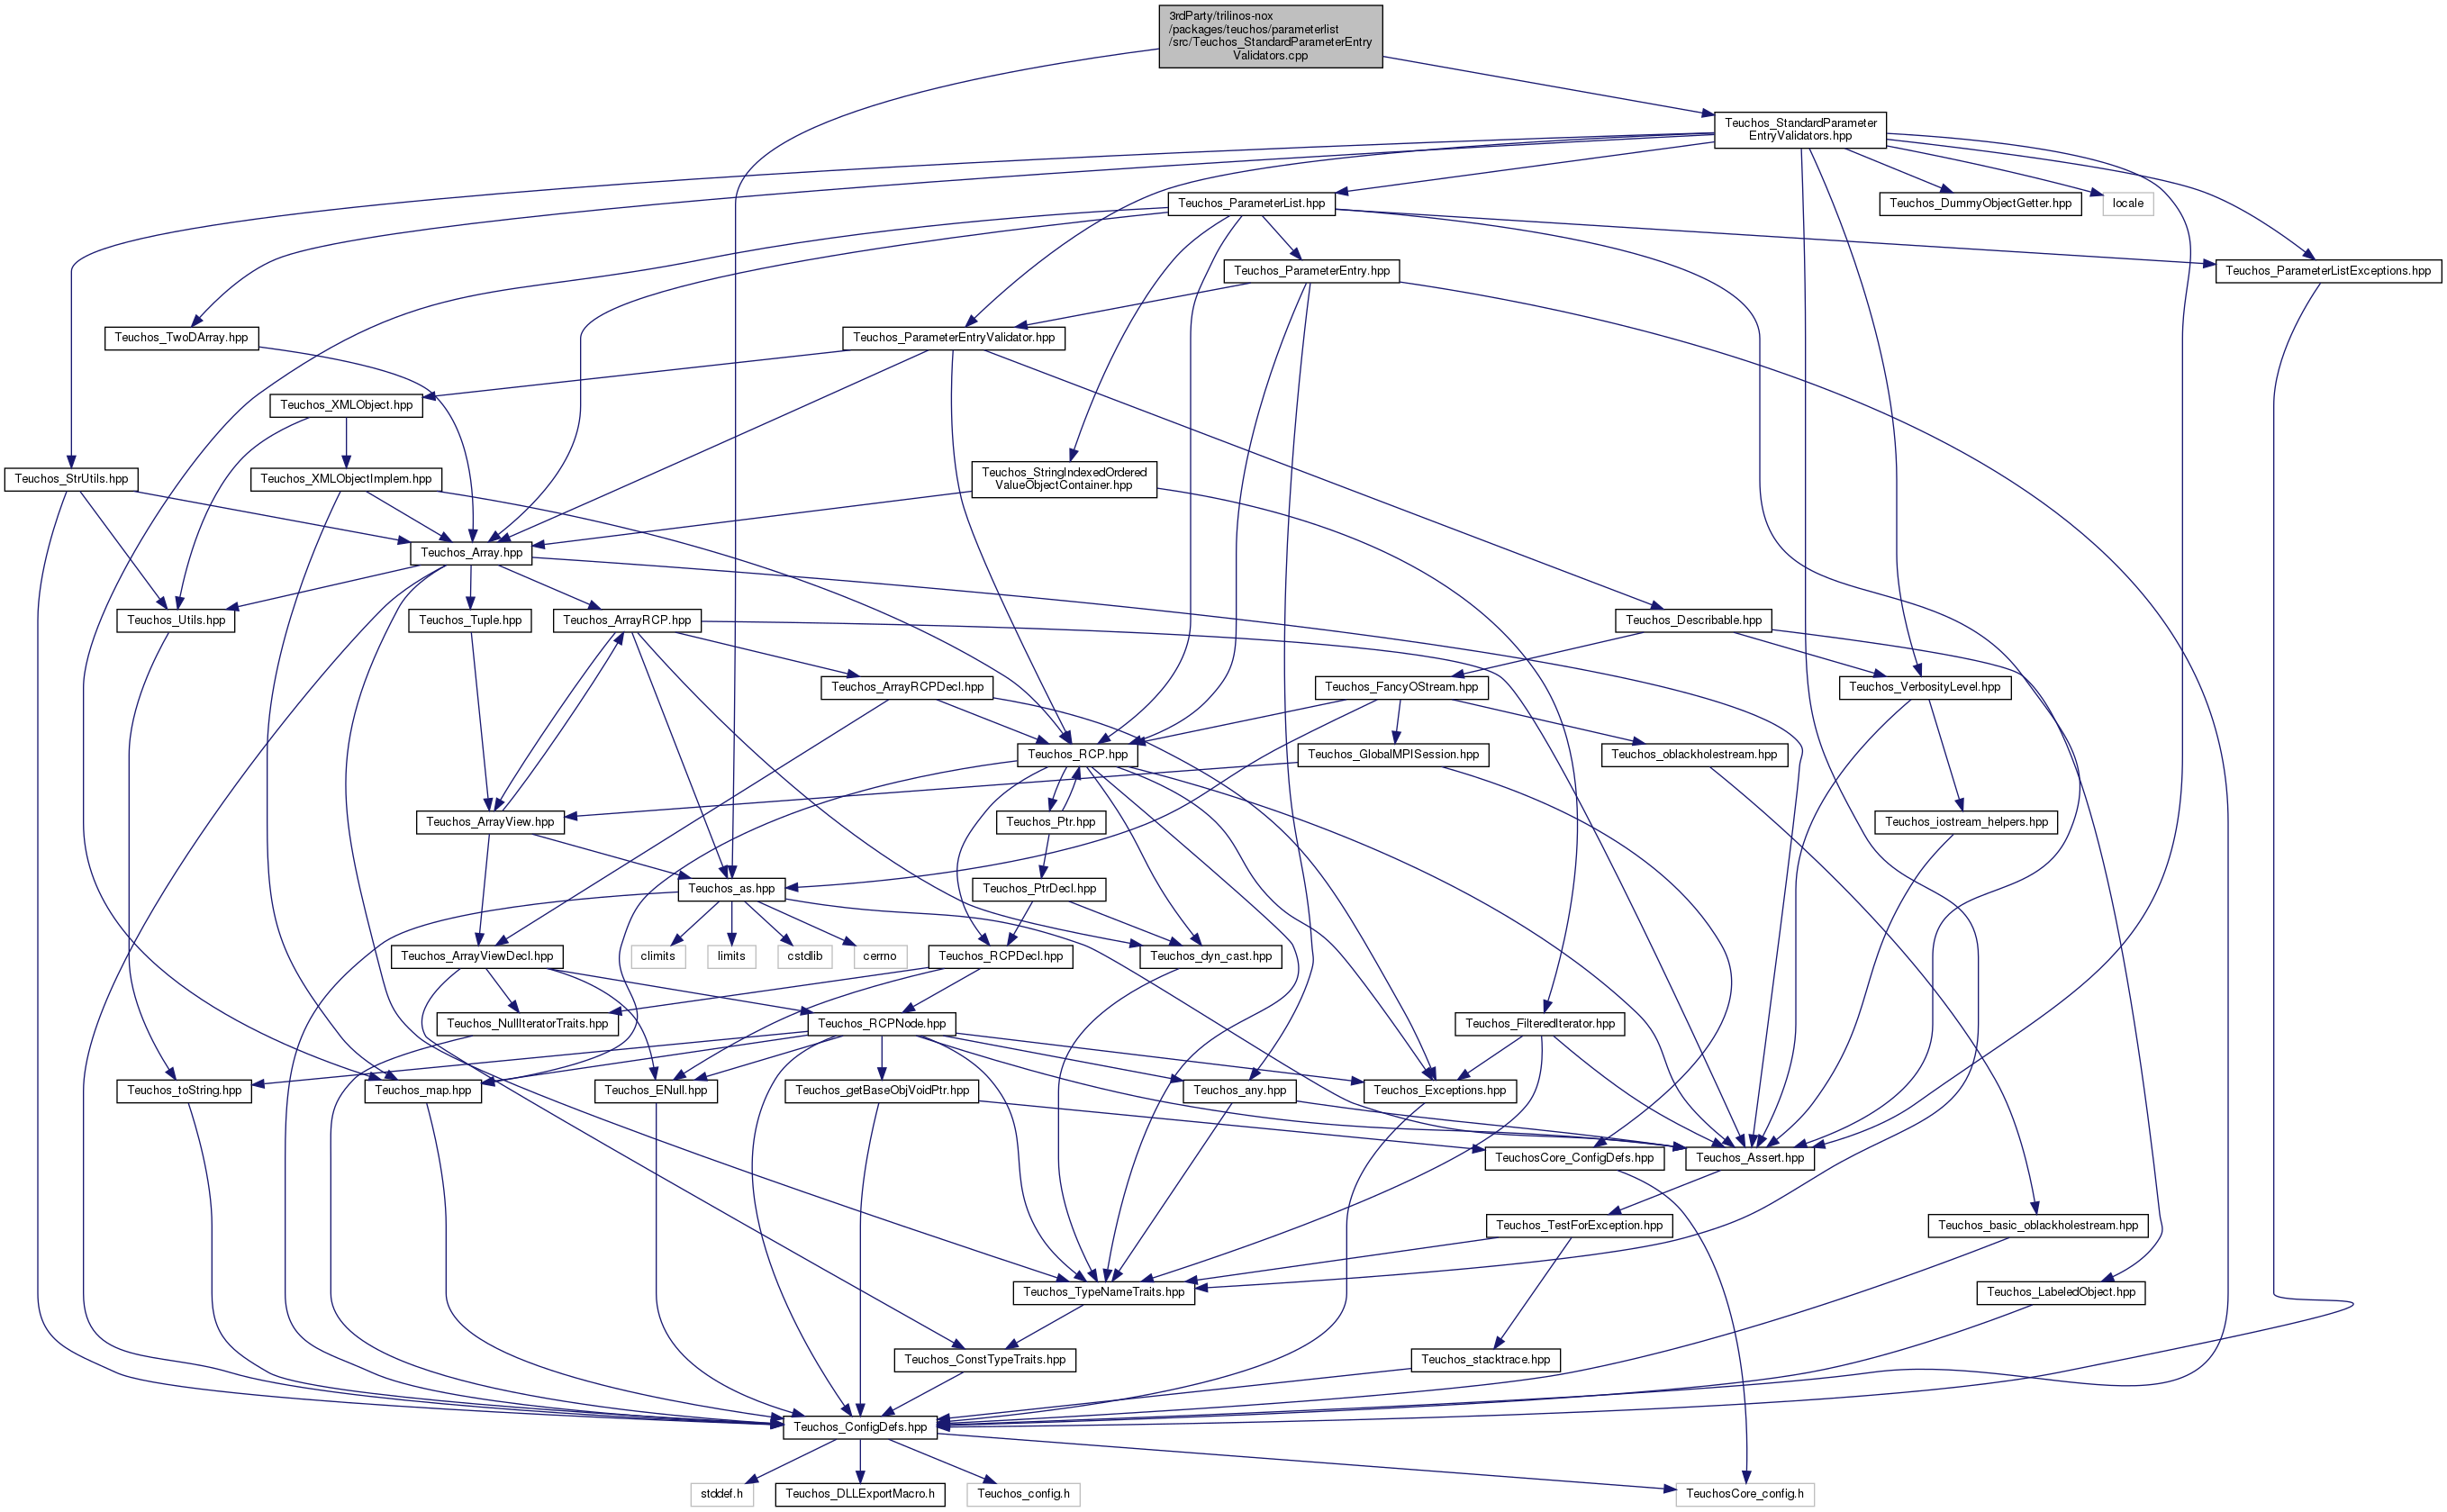 3rdParty/trilinos-nox
/packages/teuchos/parameterlist
/src/Teuchos_StandardParameterEntry
Validators.cpp
Teuchos_StandardParameter
EntryValidators.hpp
Teuchos_ParameterList.hpp
Teuchos_DummyObjectGetter.hpp
locale
Teuchos_ParameterEntry.hpp
Teuchos_ParameterListExceptions.hpp
Teuchos_TwoDArray.hpp
Teuchos_ParameterEntryValidator.hpp
Teuchos_XMLObject.hpp
Teuchos_StrUtils.hpp
Teuchos_XMLObjectImplem.hpp
Teuchos_StringIndexedOrdered
ValueObjectContainer.hpp
Teuchos_Array.hpp
Teuchos_Utils.hpp
Teuchos_Tuple.hpp
Teuchos_ArrayRCP.hpp
Teuchos_Describable.hpp
Teuchos_ArrayRCPDecl.hpp
Teuchos_FancyOStream.hpp
Teuchos_VerbosityLevel.hpp
Teuchos_RCP.hpp
Teuchos_GlobalMPISession.hpp
Teuchos_oblackholestream.hpp
Teuchos_ArrayView.hpp
Teuchos_Ptr.hpp
Teuchos_iostream_helpers.hpp
Teuchos_as.hpp
Teuchos_PtrDecl.hpp
Teuchos_ArrayViewDecl.hpp
climits
limits
cstdlib
cerrno
Teuchos_RCPDecl.hpp
Teuchos_dyn_cast.hpp
Teuchos_NullIteratorTraits.hpp
Teuchos_RCPNode.hpp
Teuchos_FilteredIterator.hpp
Teuchos_toString.hpp
Teuchos_map.hpp
Teuchos_ENull.hpp
Teuchos_getBaseObjVoidPtr.hpp
Teuchos_any.hpp
Teuchos_Exceptions.hpp
TeuchosCore_ConfigDefs.hpp
Teuchos_Assert.hpp
Teuchos_TestForException.hpp
Teuchos_basic_oblackholestream.hpp
Teuchos_TypeNameTraits.hpp
Teuchos_LabeledObject.hpp
Teuchos_ConstTypeTraits.hpp
Teuchos_stacktrace.hpp
Teuchos_ConfigDefs.hpp
stddef.h
Teuchos_DLLExportMacro.h
Teuchos_config.h
TeuchosCore_config.h